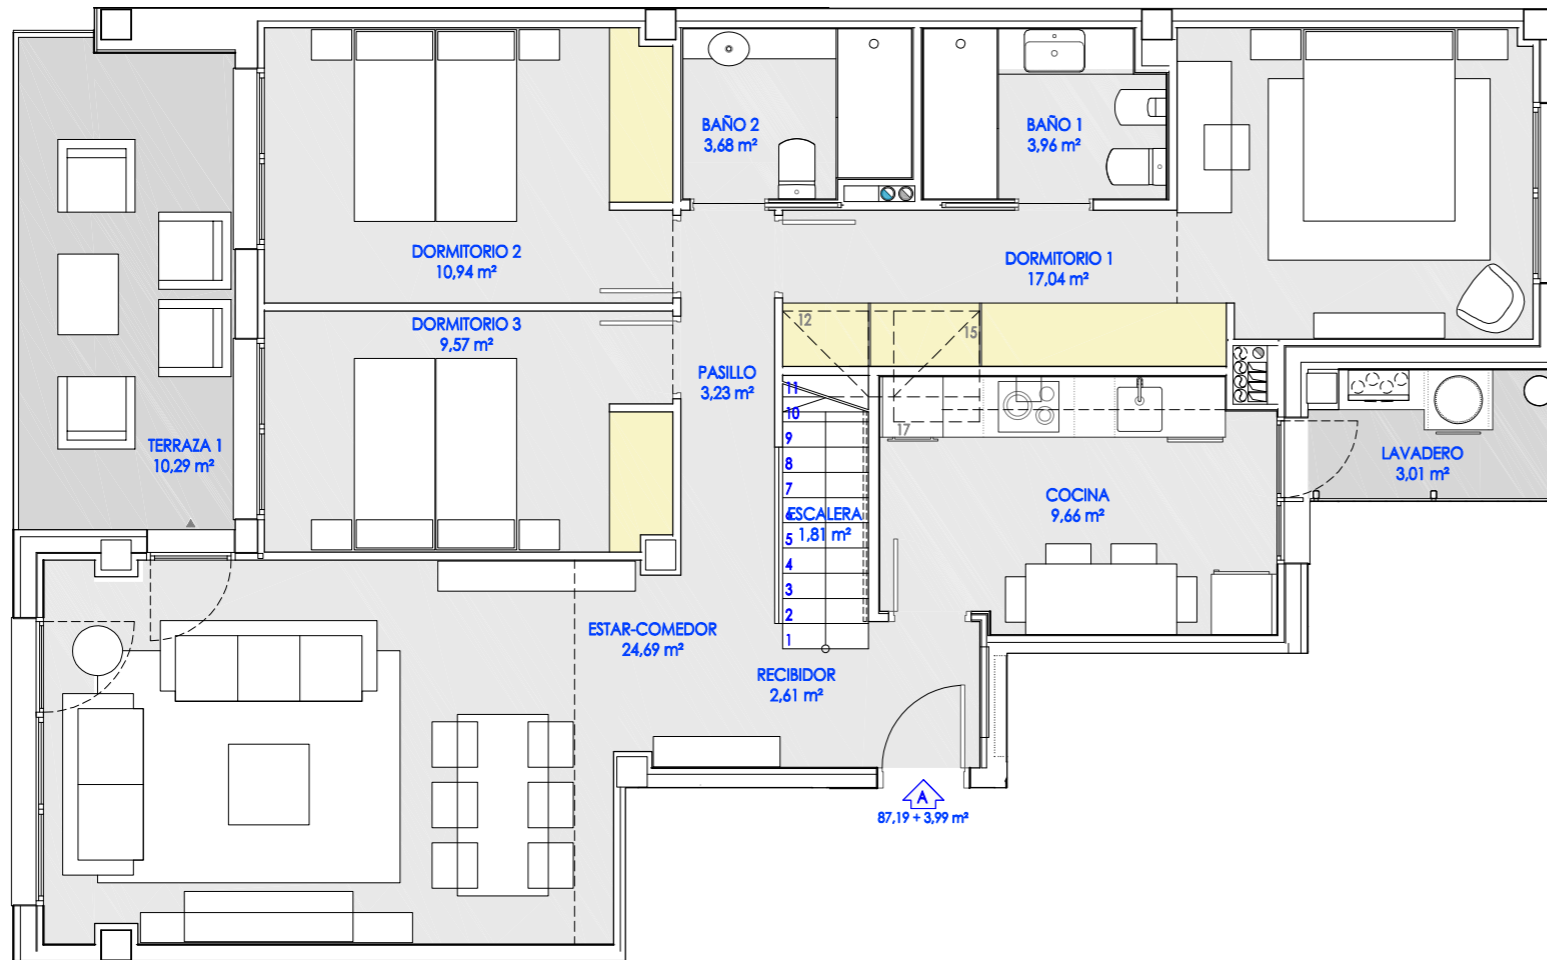 BAÑO 2
3,68 m²
BAÑO 1
3,96 m²
DORMITORIO 2
10,94 m²
DORMITORIO 1
17,04 m²
DORMITORIO 3
9,57 m²
12
15
PASILLO
3,23 m²
11
10
9
8
7
6
5
4
3
2
1
17
TERRAZA 1
10,29 m²
LAVADERO
3,01 m²
COCINA
9,66 m²
ESCALERA
1,81 m²
ESTAR-COMEDOR
24,69 m²
RECIBIDOR
2,61 m²
A
87,19 + 3,99 m²